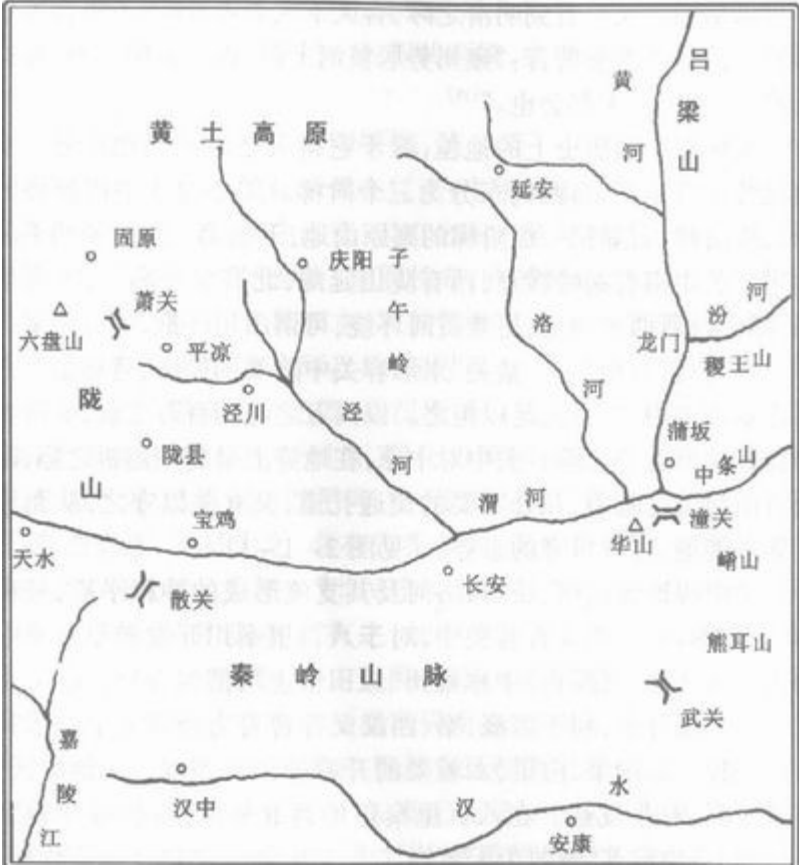 吕梁山
黄河
黄土高原
延安
固原
庆阳
子午岭
萧关
六盘山
平凉
洛河
龙门
汾河
稷王山
陇山
泾川
泾河
陇县
蒲坂
中条山
渭河
宝鸡
潼关
天水
华山
崤山
长安
散关
熊耳山
秦岭山脉
武关
嘉陵江
汉中
汉水
安康